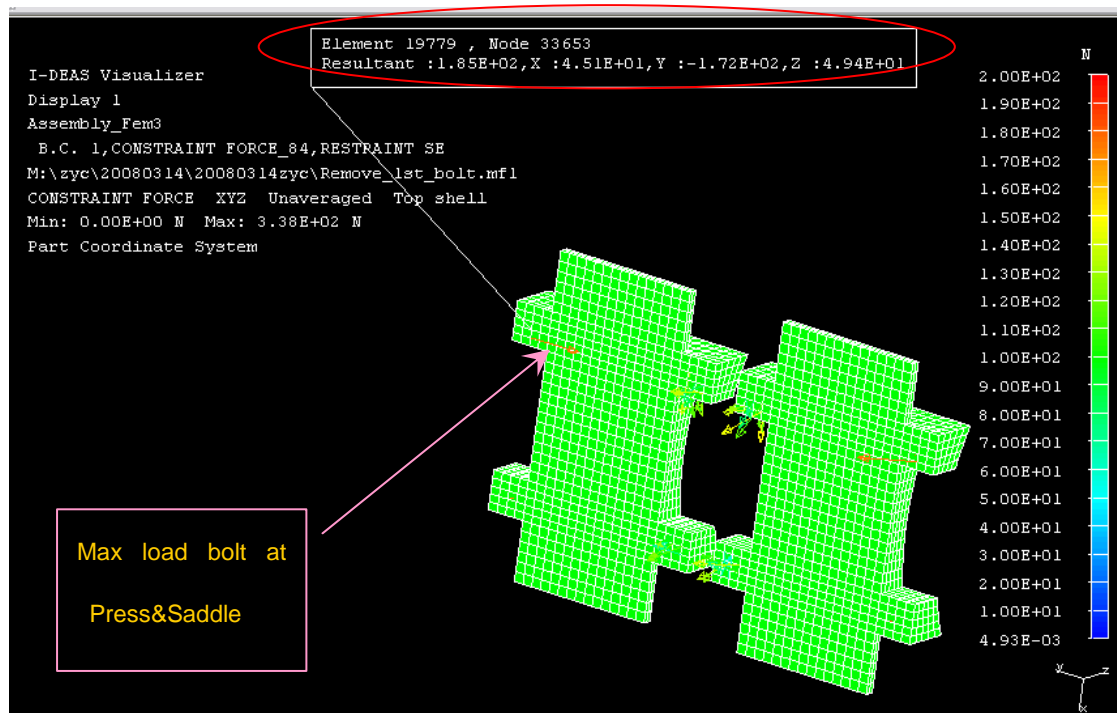 Element 19779 , Node 33653
Resultant :1.85E+02,X :4.51E+01,Y :-1.72E+02,Z :4.94E+01
I-DEAS Visualizer
Display 1
Assembly_Fem3
B.C. 1,CONSTRAINT FORCE_84,RESTRAINT SE
M:\zyc\20080314\20080314zyc\Remove_1st_bolt.mf1
CONSTRAINT FORCE XYZ Unaveraged Top shell
Min: 0.00E+00 N Max: 3.38E+02 N
Part Coordinate System
N
2.00E+02
1.90E+02
1.80E+02
1.70E+02
1.60E+02
1.50E+02
1.40E+02
1.30E+02
1.20E+02
1.10E+02
1.00E+02
9.00E+01
8.00E+01
7.00E+01
6.00E+01
5.00E+01
4.00E+01
3.00E+01
2.00E+01
1.00E+01
4.93E-03
Max load bolt at
Press&Saddle
Y
Z
X